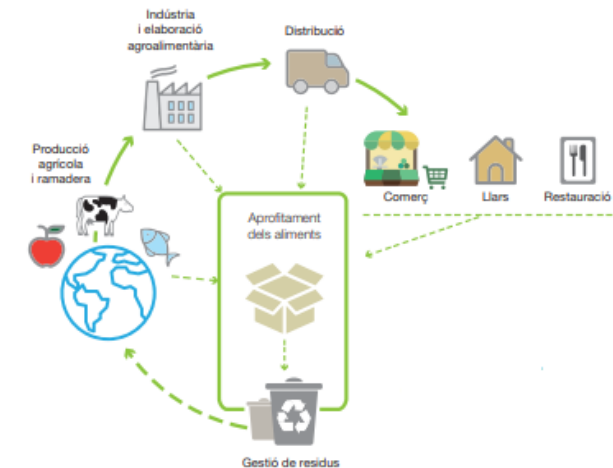 Indústria
i elaboració
agroalimentària
Distribució
Producció
agrícola
i ramadera
Comerç
Llars
Restauració
Aprofitament
dels aliments
Gestió de residus